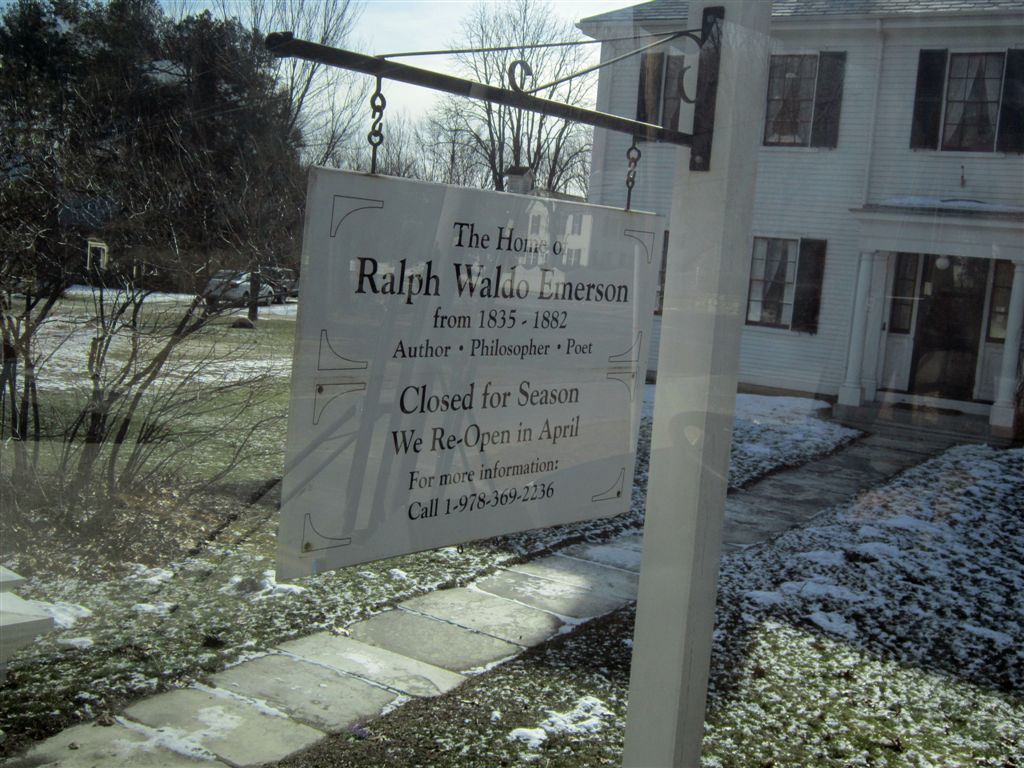 The Home of
Ralph Waldo Emerson
from 1835 - 1882
Author • Philosopher • Poet
Closed for Season
We Re-Open in April
For more information:
Call 1-978-369-2236